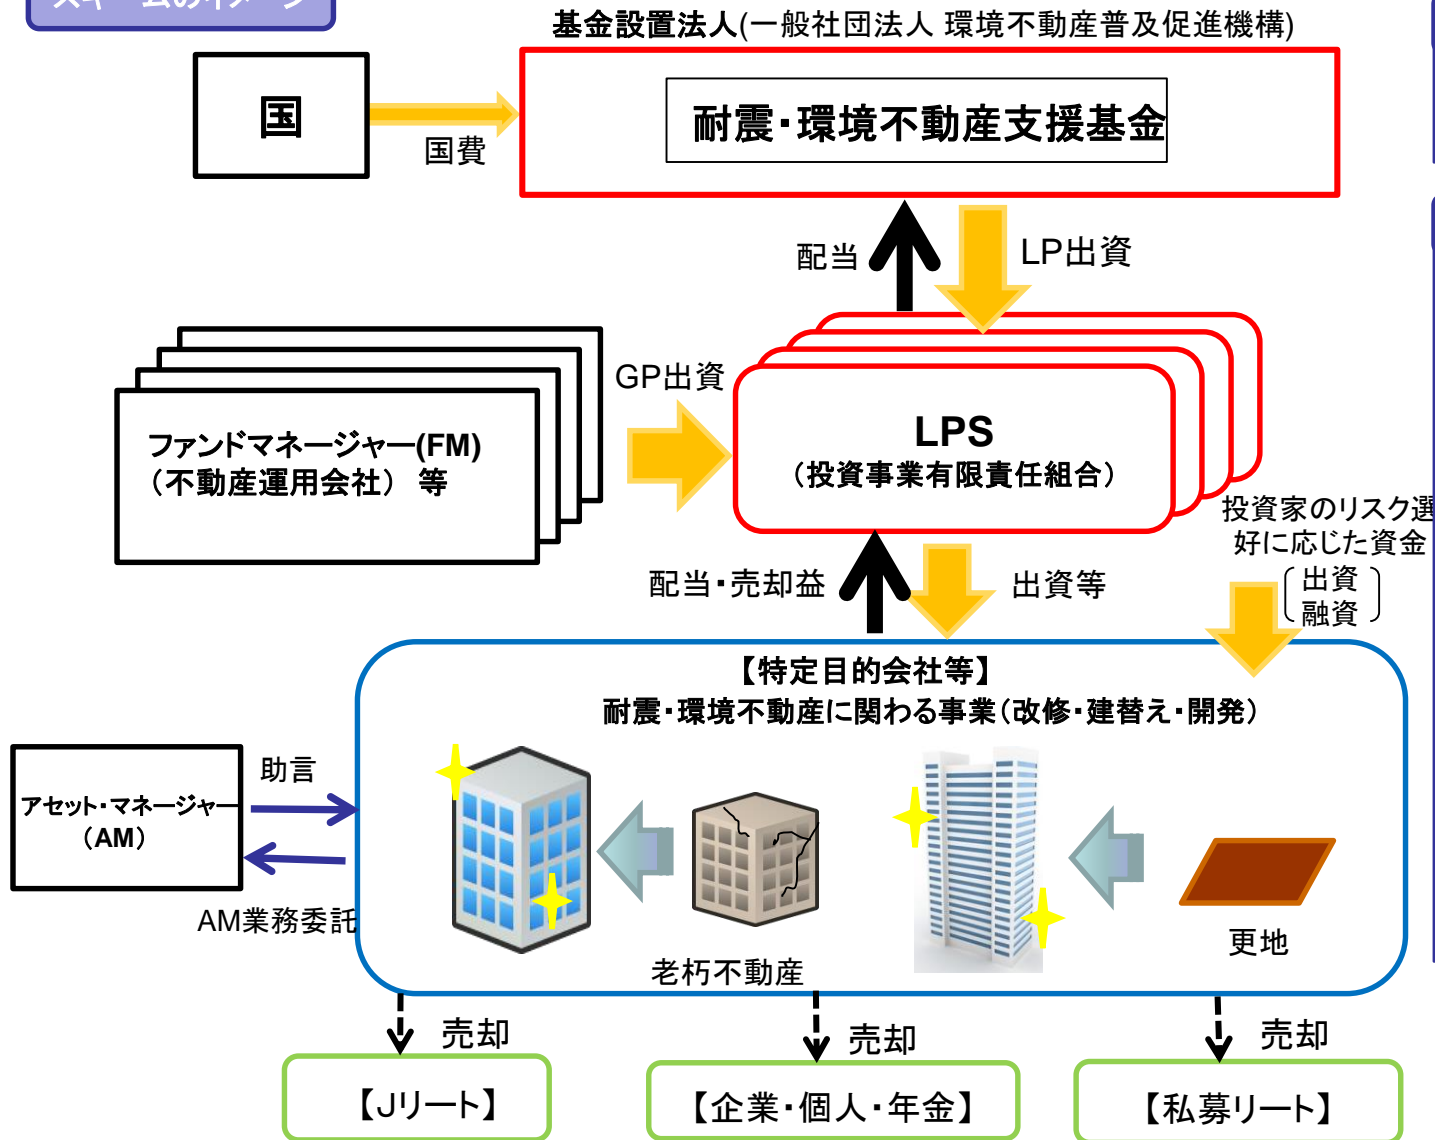 スキームのイメージ
基金設置法人(一般社団法人 環境不動産普及促進機構)
国
国費
耐震・環境不動産支援基金
配当
LP出資
GP出資
ファンドマネージャー(FM)
（不動産運用会社） 等
LPS
（投資事業有限責任組合）
投資家のリスク選
好に応じた資金
出資
融資
配当・売却益
出資等
【特定目的会社等】
耐震・環境不動産に関わる事業（改修・建替え・開発）
アセット・マネージャー
（AM）
助言
AM業務委託
老朽不動産
更地
売却
売却
売却
【Jリート】
【企業・個人・年金】
【私募リート】